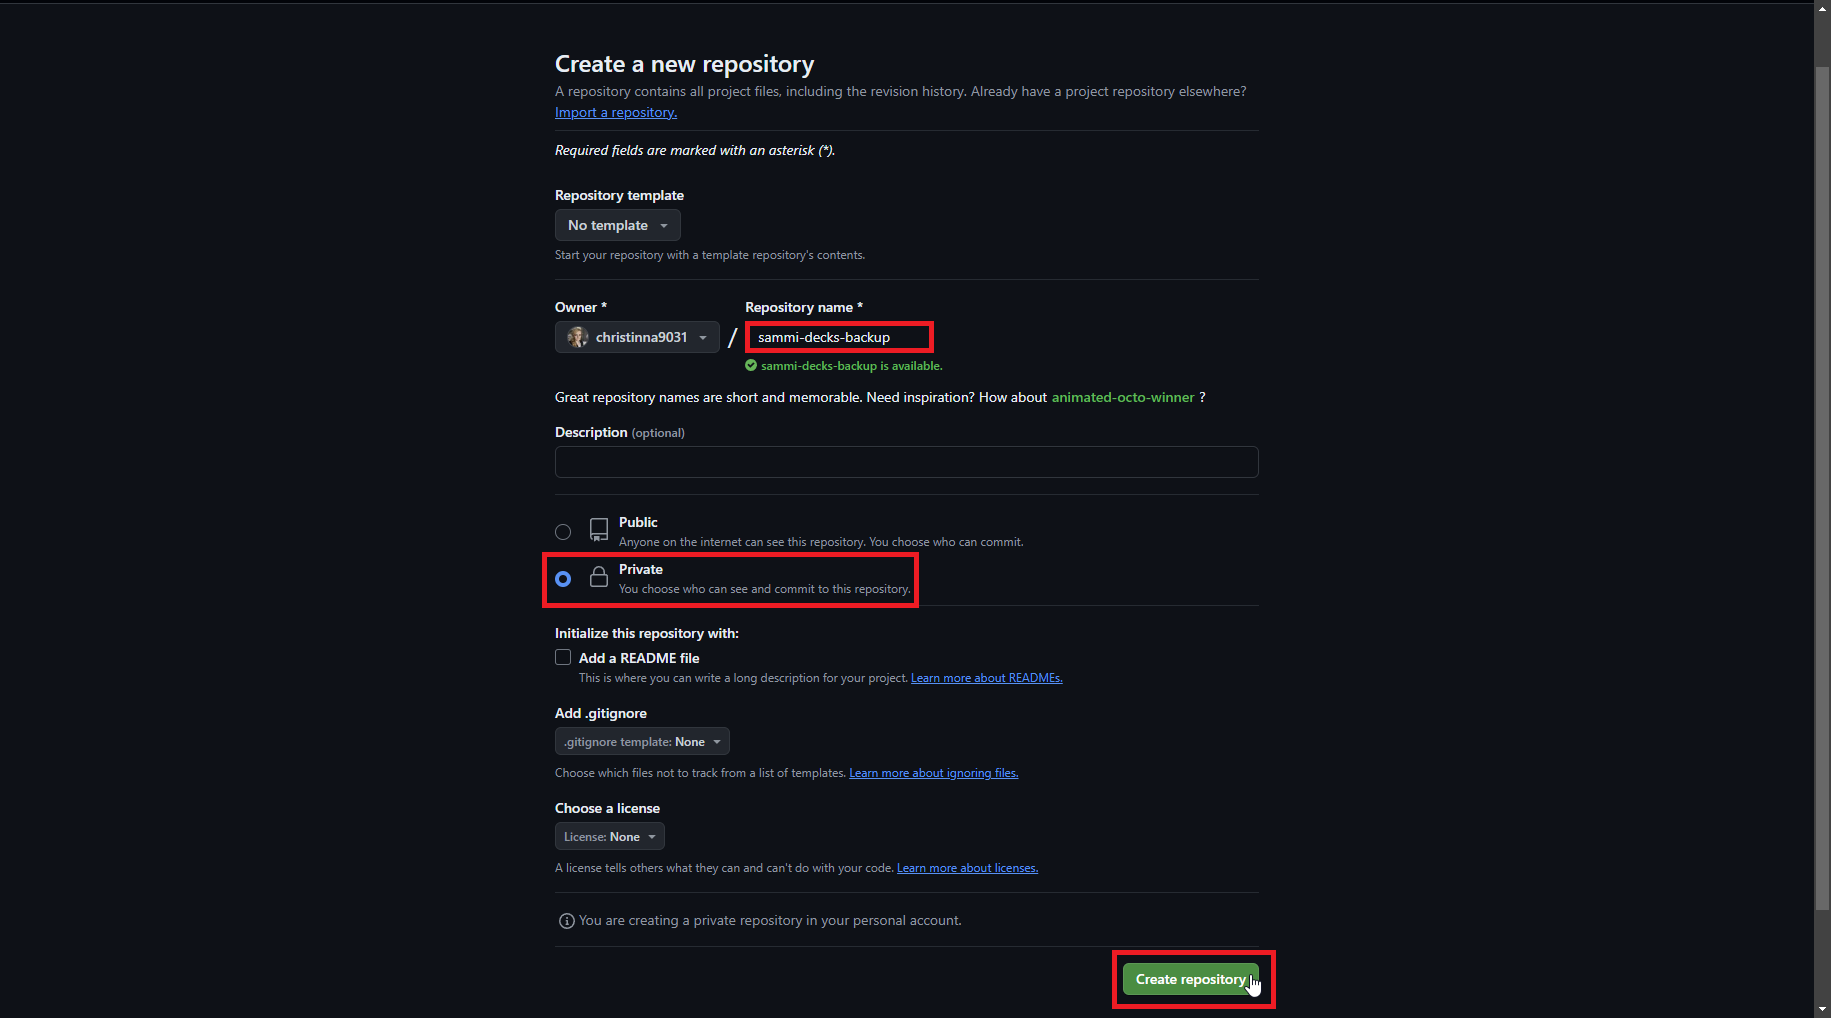 Create a new repository
A repository contains all project files, including the revision history. Already have a project repository elsewhere?
Import a repository.
Required fields are marked with an asterisk (*).
Repository template
No template
Start your repository with a template repository's contents.
Owner *
Repository name *
christinna9031
/
sammi-decks-backup
sammi-decks-backup is available.
Great repository names are short and memorable. Need inspiration? How about animated-octo-winner ?
Description (optional)
Public
Anyone on the internet can see this repository. You choose who can commit.
Private
You choose who can see and commit to this repository.
Initialize this repository with:
Add a README file
This is where you can write a long description for your project. Learn more about READMEs.
Add .gitignore
.gitignore template: None
Choose which files not to track from a list of templates. Learn more about ignoring files.
Choose a license
License: None
A license tells others what they can and can't do with your code. Learn more about licenses.
You are creating a private repository in your personal account.
Create repository